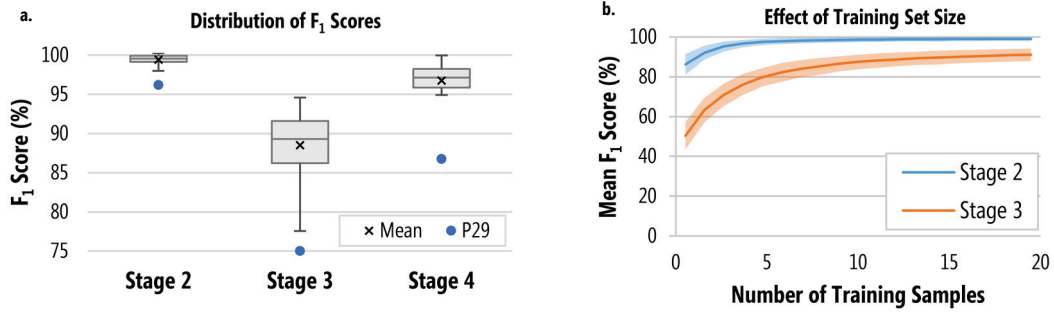 a.
Distribution of F1 Scores
F1 Score (%)
100
95
90
85
80
75
× Mean ● P29
Stage 2 Stage 3 Stage 4
b.
Effect of Training Set Size
Mean F1 Score (%)
100
80
60
40
20
0
Stage 2
Stage 3
0 5 10 15 20
Number of Training Samples